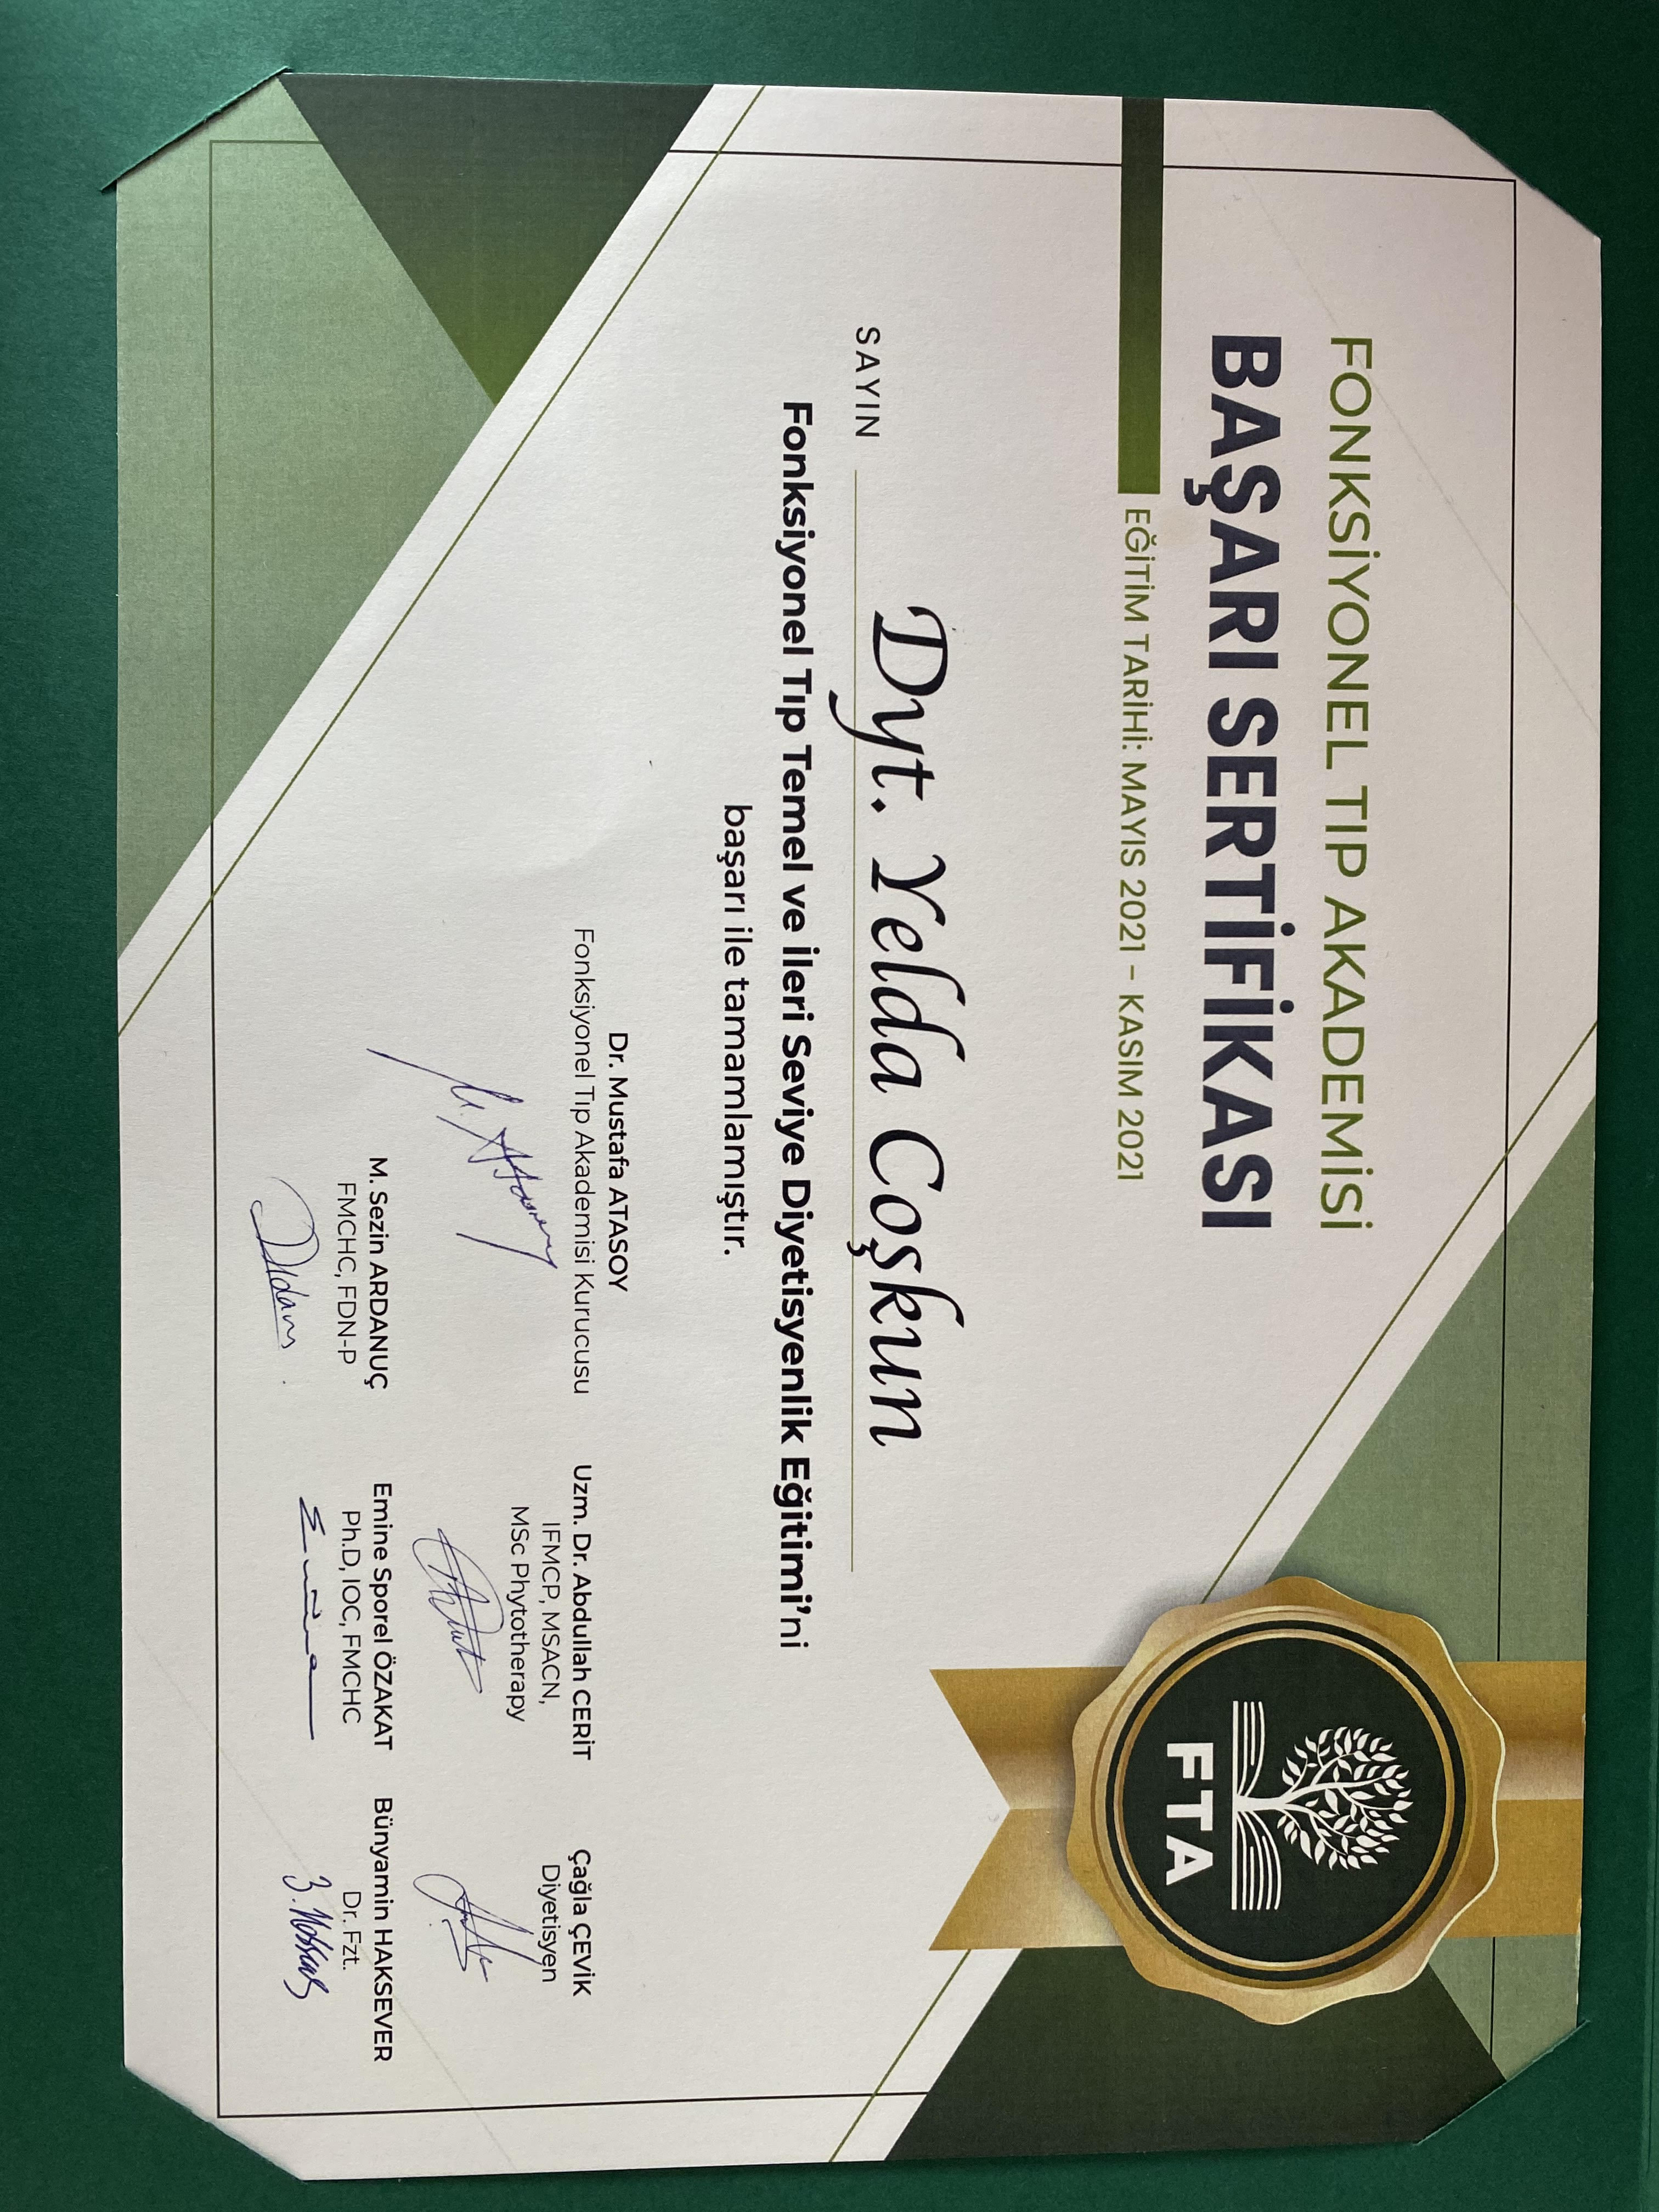 FONKSİYONEL TIP AKADEMİSİ
BAŞARI SERTİFİKASI
EĞİTİM TARİHİ: MAYIS 2021 - KASIM 2021
FTA
SAYIN Dyt. Yelda Coşkun
Fonksiyonel Tıp Temel ve İleri Seviye Diyetisyenlik Eğitimi'ni
başarı ile tamamlamıştır.
Dr. Mustafa ATASOY
Fonksiyonel Tıp Akademisi Kurucusu
Uzm. Dr. Abdullah CERİT
IFMCP, MSACN,
MSc Phytotherapy
Çağla ÇEVİK
Diyetisyen
M. Sezin ARDANUÇ
FMCHC, FDN-P
Emine Sporel ÖZAKAT
Ph.D, IOC, FMCHC
Bünyamin HAKSEVER
Dr. Fzt.